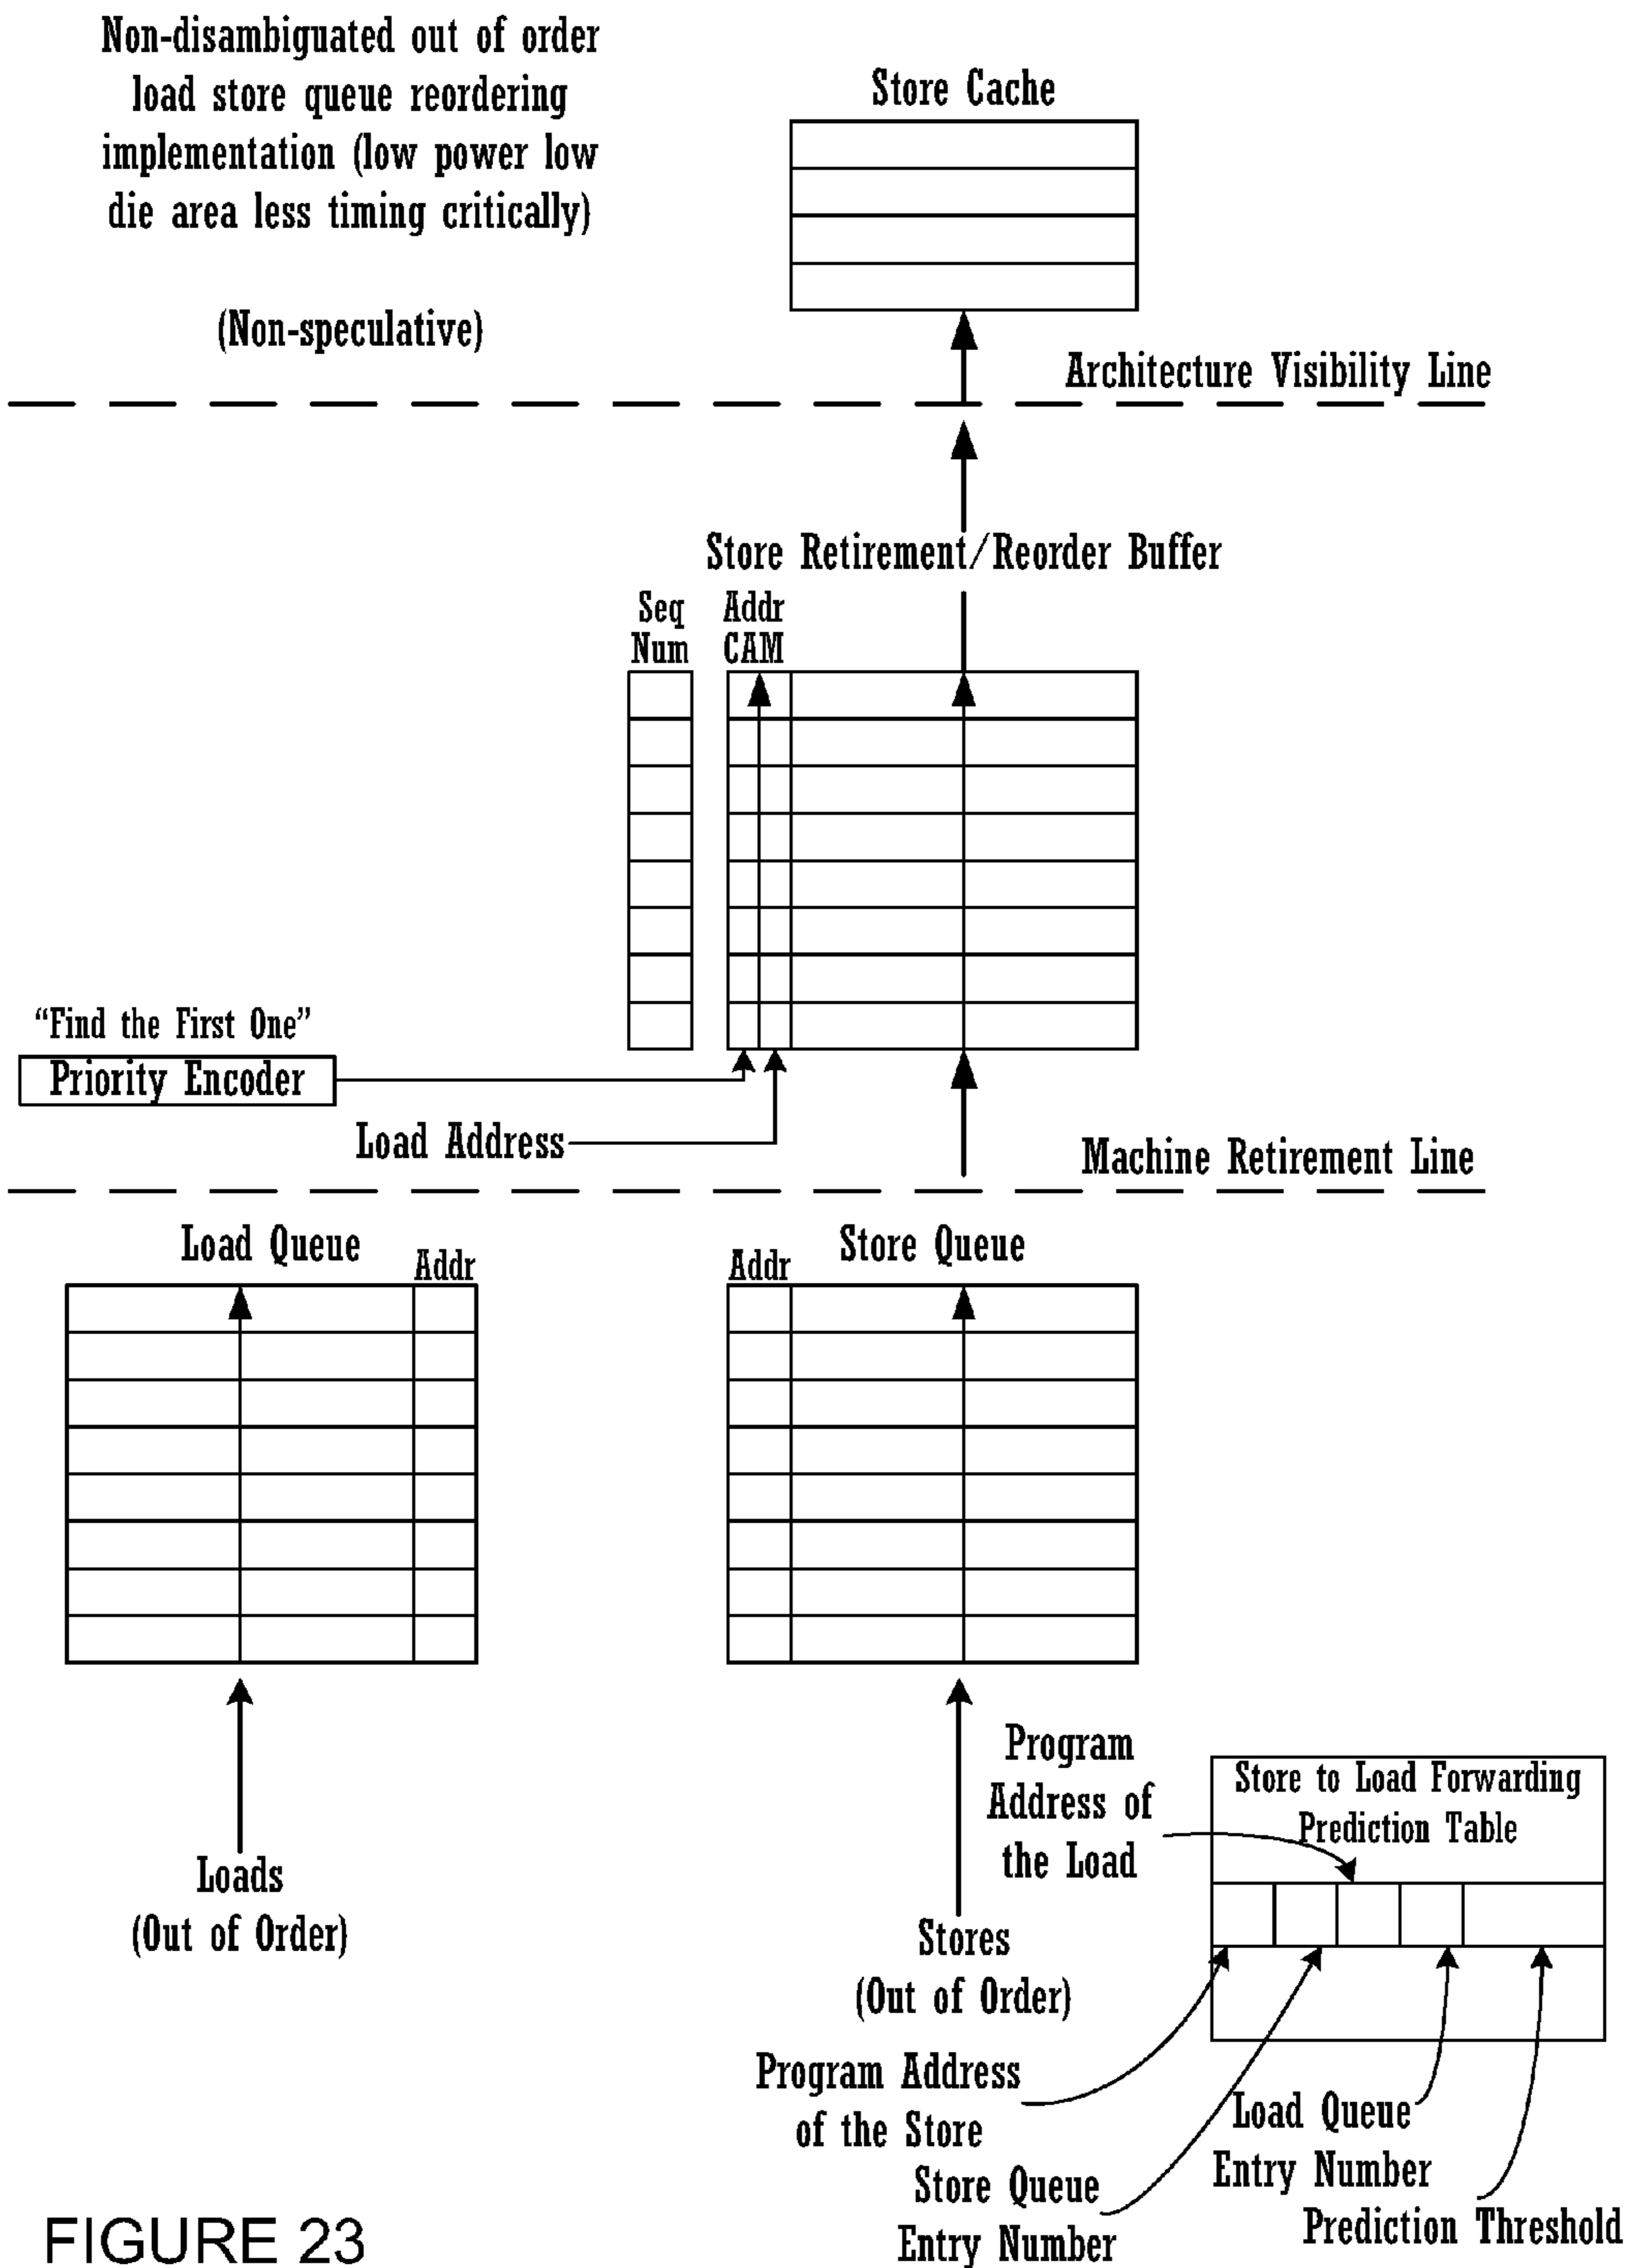 Non-disambiguated out of order
load store queue reordering
implementation (low power low
die area less timing critically)
(Non-speculative)
Store Cache
Architecture Visibility Line
Store Retirement/Reorder Buffer
Seq
Num
Addr
CAM
“Find the First One”
Priority Encoder
Load Address
Machine Retirement Line
Load Queue
Addr
Addr
Store Queue
Loads
(Out of Order)
Stores
(Out of Order)
Program
Address of
the Load
Store to Load Forwarding
Prediction Table
Program Address
of the Store
Store Queue
Entry Number
Load Queue
Entry Number
Prediction Threshold
FIGURE 23